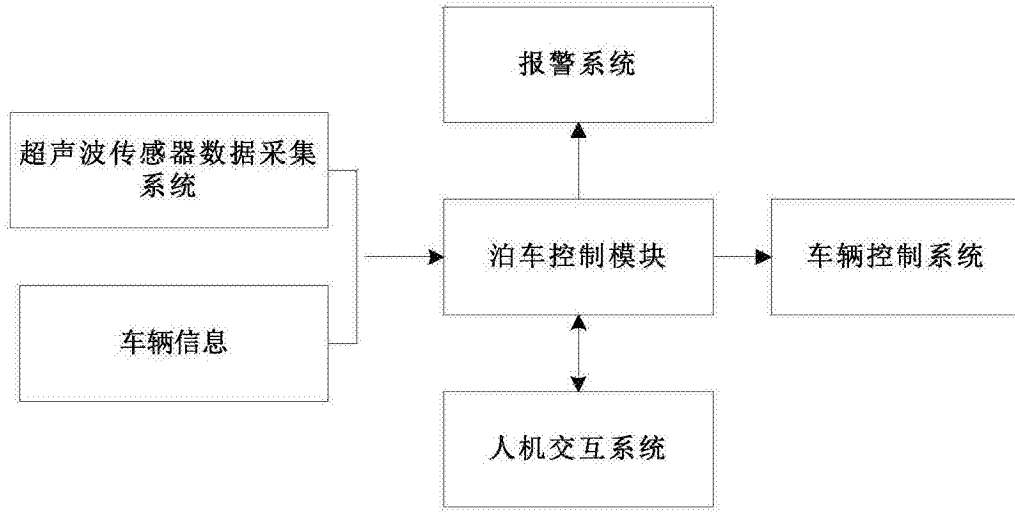 报警系统
超声波传感器数据采集
系统
泊车控制模块
车辆控制系统
车辆信息
人机交互系统